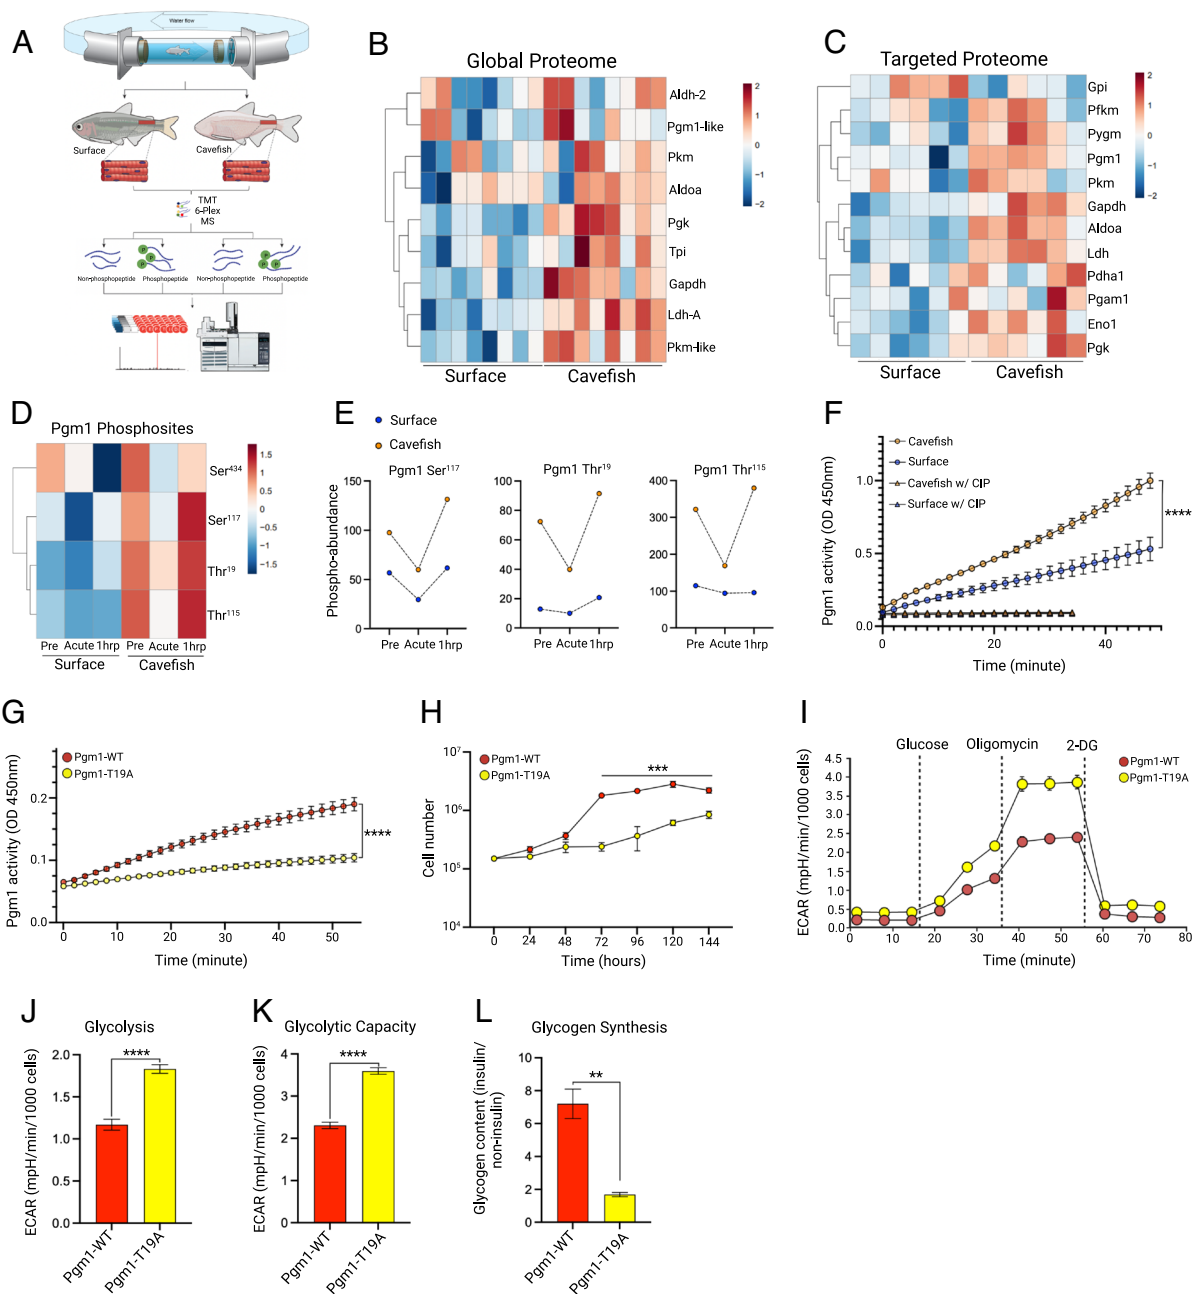 A
Water flow
Surface
Cavefish
TMT
6-Plex
MS
P P P P P P
Non-phosphopeptide Phosphopeptide Non-phosphopeptide Phosphopeptide
B
Global Proteome
Aldh-2
Pgm1-like
Pkm
Aldoa
Pgk
Tpi
Gapdh
Ldh-A
Pkm-like
2
1
0
−1
−2
Surface Cavefish
C
Targeted Proteome
Gpi
Pfkm
Pygm
Pgm1
Pkm
Gapdh
Aldoa
Ldh
Pdha1
Pgam1
Eno1
Pgk
2
1
0
−1
−2
Surface Cavefish
D
Pgm1 Phosphosites
Ser⁴³⁴
Ser¹¹⁷
Thr¹⁹
Thr¹¹⁵
1.5
1
0.5
0
−0.5
−1
−1.5
Pre Acute 1hrp Pre Acute 1hrp
Surface Cavefish
E
Surface
Cavefish
Pgm1 Ser¹¹⁷
Phospho-abundance
150
100
50
0
Pre Acute 1hrp
Pgm1 Thr¹⁹
100
80
60
40
20
0
Pre Acute 1hrp
Pgm1 Thr¹¹⁵
400
300
200
100
0
Pre Acute 1hrp
F
Cavefish
Surface
Cavefish w/ CIP
Surface w/ CIP
Pgm1 activity (OD 450nm)
1.0
0.5
0.0
0 20 40
Time (minute)
****
G
Pgm1-WT
Pgm1-T19A
Pgm1 activity (OD 450nm)
0.2
0.1
0.0
0 10 20 30 40 50
Time (minute)
****
H
Pgm1-WT
Pgm1-T19A
Cell number
10⁷
10⁶
10⁵
10⁴
0 24 48 72 96 120 144
Time (hours)
***
I
Glucose Oligomycin 2-DG
Pgm1-WT
Pgm1-T19A
ECAR (mpH/min/1000 cells)
4.5
4.0
3.5
3.0
2.5
2.0
1.5
1.0
0.5
0.0
0 10 20 30 40 50 60 70 80
Time (minute)
J
Glycolysis
ECAR (mpH/min/1000 cells)
2.0
1.5
1.0
0.5
0.0
****
Pgm1-WT
Pgm1-T19A
K
Glycolytic Capacity
ECAR (mpH/min/1000 cells)
4
3
2
1
0
****
Pgm1-WT
Pgm1-T19A
L
Glycogen Synthesis
Glycogen content (insulin/
non-insulin)
10
8
6
4
2
0
**
Pgm1-WT
Pgm1-T19A